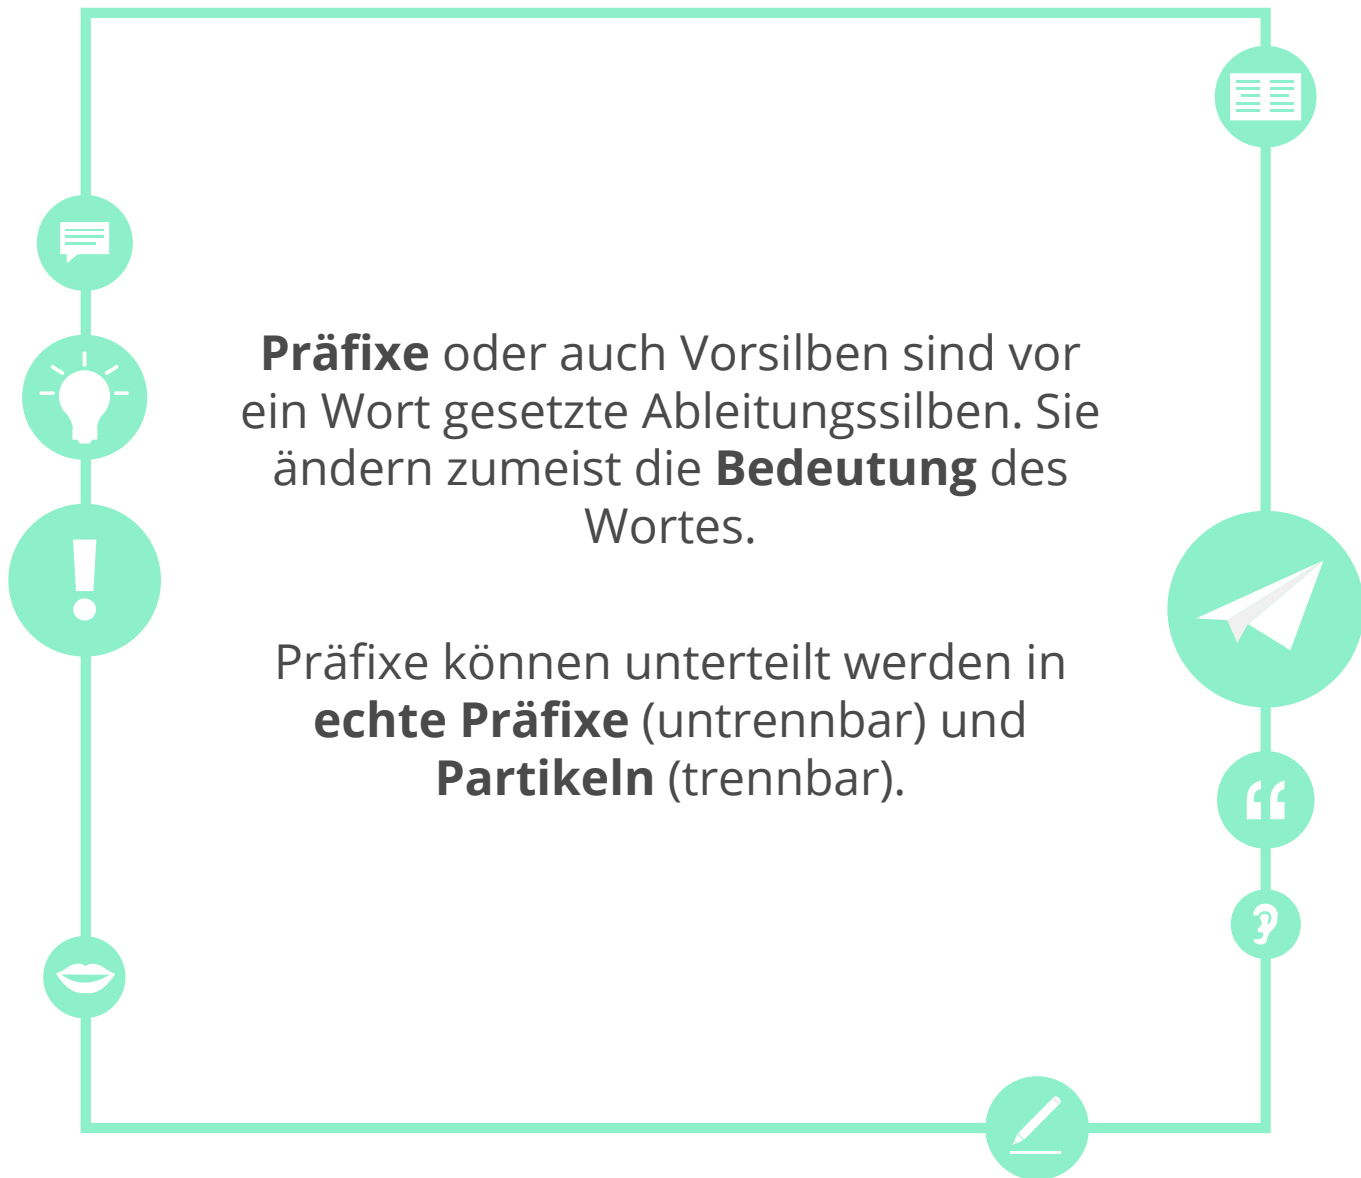 Präfixe oder auch Vorsilben sind vor
ein Wort gesetzte Ableitungssilben. Sie
ändern zumeist die Bedeutung des
Wortes.
Präfixe können unterteilt werden in
echte Präfixe (untrennbar) und
Partikeln (trennbar).